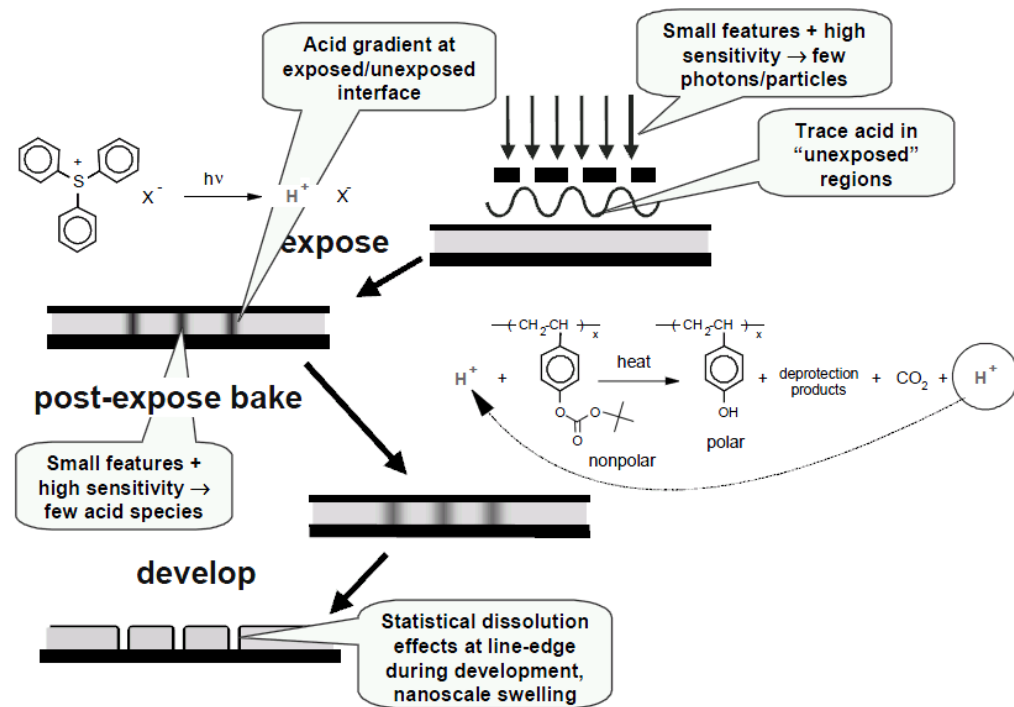 Acid gradient at
exposed/unexposed
interface
Small features + high
sensitivity → few
photons/particles
Trace acid in
“unexposed”
regions
S
+
X⁻
hν
H⁺
X⁻
expose
post-expose bake
Small features +
high sensitivity →
few acid species
H⁺
+
( CH₂-CH )x
O
O
O
nonpolar
heat
( CH₂-CH )x
OH
polar
+
deprotection
products
+ CO₂ +
H⁺
develop
Statistical dissolution
effects at line-edge
during development,
nanoscale swelling